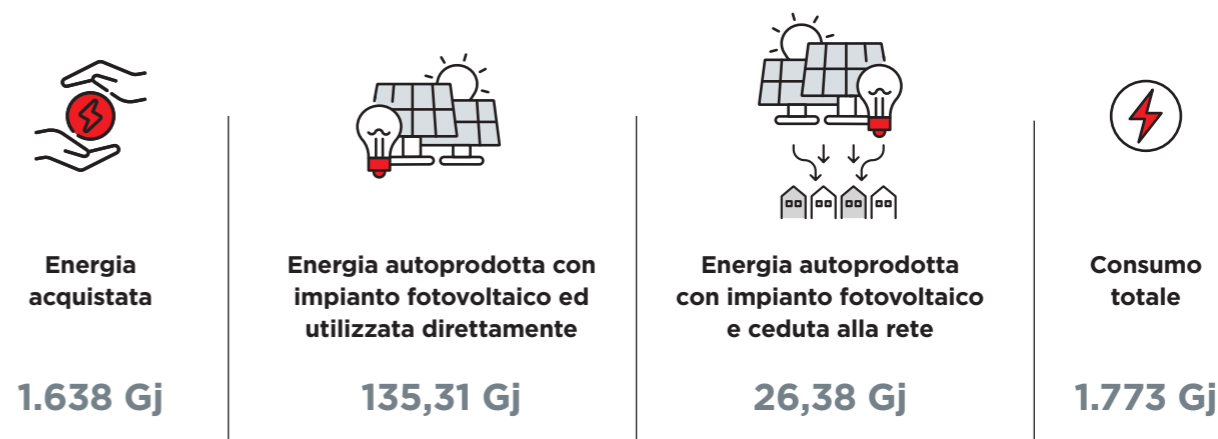 Energia
acquistata
1.638 Gj
Energia autoprodotta con
impianto fotovoltaico ed
utilizzata direttamente
135,31 Gj
Energia autoprodotta
con impianto fotovoltaico
e ceduta alla rete
26,38 Gj
Consumo
totale
1.773 Gj